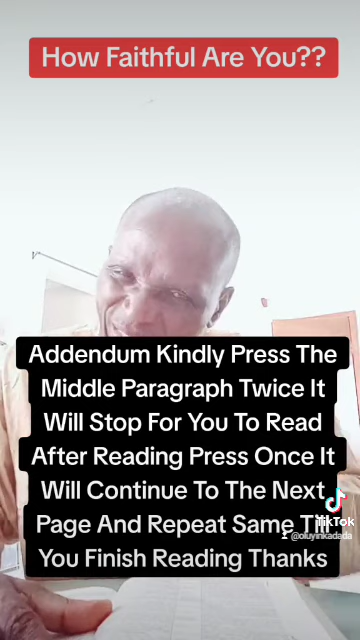 How Faithful Are You??
Addendum Kindly Press The
Middle Paragraph Twice It
Will Stop For You To Read
After Reading Press Once It
Will Continue To The Next
Page And Repeat Same Till
You Finish Reading Thanks
TikTok
@oluyinkadada